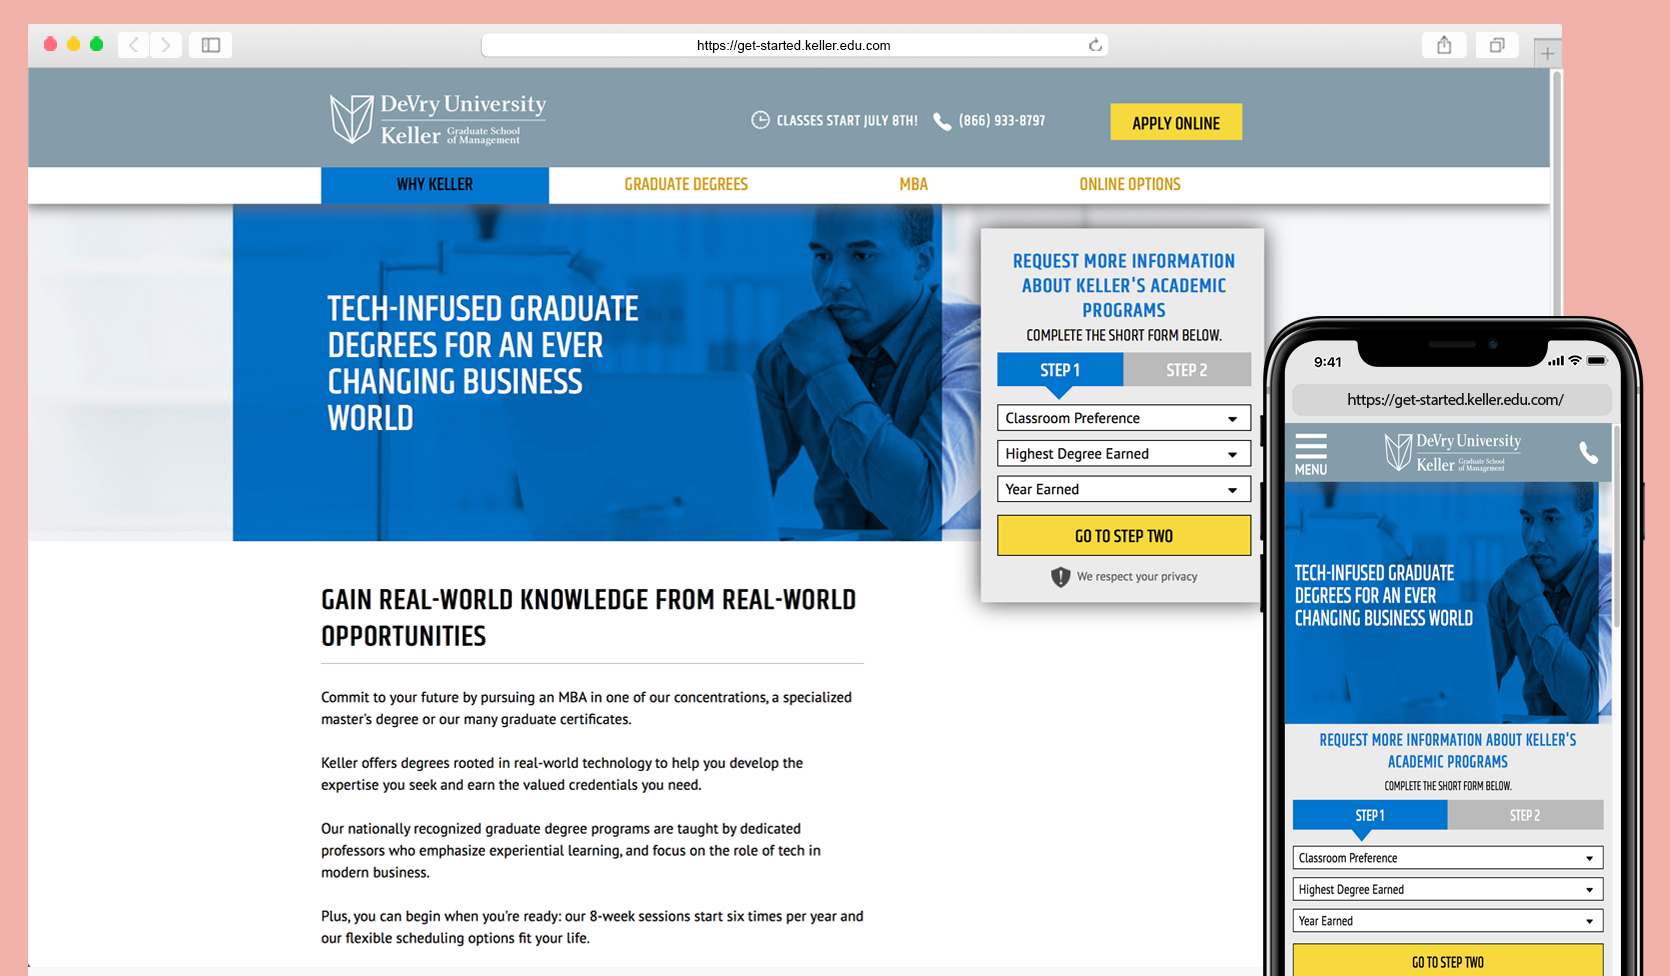 https://get-started.keller.edu.com
DeVry University
Keller Graduate School
of Management
CLASSES START JULY 8TH!
(866) 933-8797
APPLY ONLINE
WHY KELLER
GRADUATE DEGREES
MBA
ONLINE OPTIONS
TECH-INFUSED GRADUATE
DEGREES FOR AN EVER
CHANGING BUSINESS
WORLD
REQUEST MORE INFORMATION
ABOUT KELLER'S ACADEMIC
PROGRAMS
COMPLETE THE SHORT FORM BELOW.
STEP 1
STEP 2
Classroom Preference
Highest Degree Earned
Year Earned
GO TO STEP TWO
We respect your privacy
GAIN REAL-WORLD KNOWLEDGE FROM REAL-WORLD
OPPORTUNITIES
Commit to your future by pursuing an MBA in one of our concentrations, a specialized
master's degree or our many graduate certificates.
Keller offers degrees rooted in real-world technology to help you develop the
expertise you seek and earn the valued credentials you need.
Our nationally recognized graduate degree programs are taught by dedicated
professors who emphasize experiential learning, and focus on the role of tech in
modern business.
Plus, you can begin when you're ready: our 8-week sessions start six times per year and
our flexible scheduling options fit your life.
9:41
https://get-started.keller.edu.com/
MENU
DeVry University
Keller Graduate School
of Management
TECH-INFUSED GRADUATE
DEGREES FOR AN EVER
CHANGING BUSINESS WORLD
REQUEST MORE INFORMATION ABOUT KELLER'S
ACADEMIC PROGRAMS
COMPLETE THE SHORT FORM BELOW.
STEP 1
STEP 2
Classroom Preference
Highest Degree Earned
Year Earned
GO TO STEP TWO